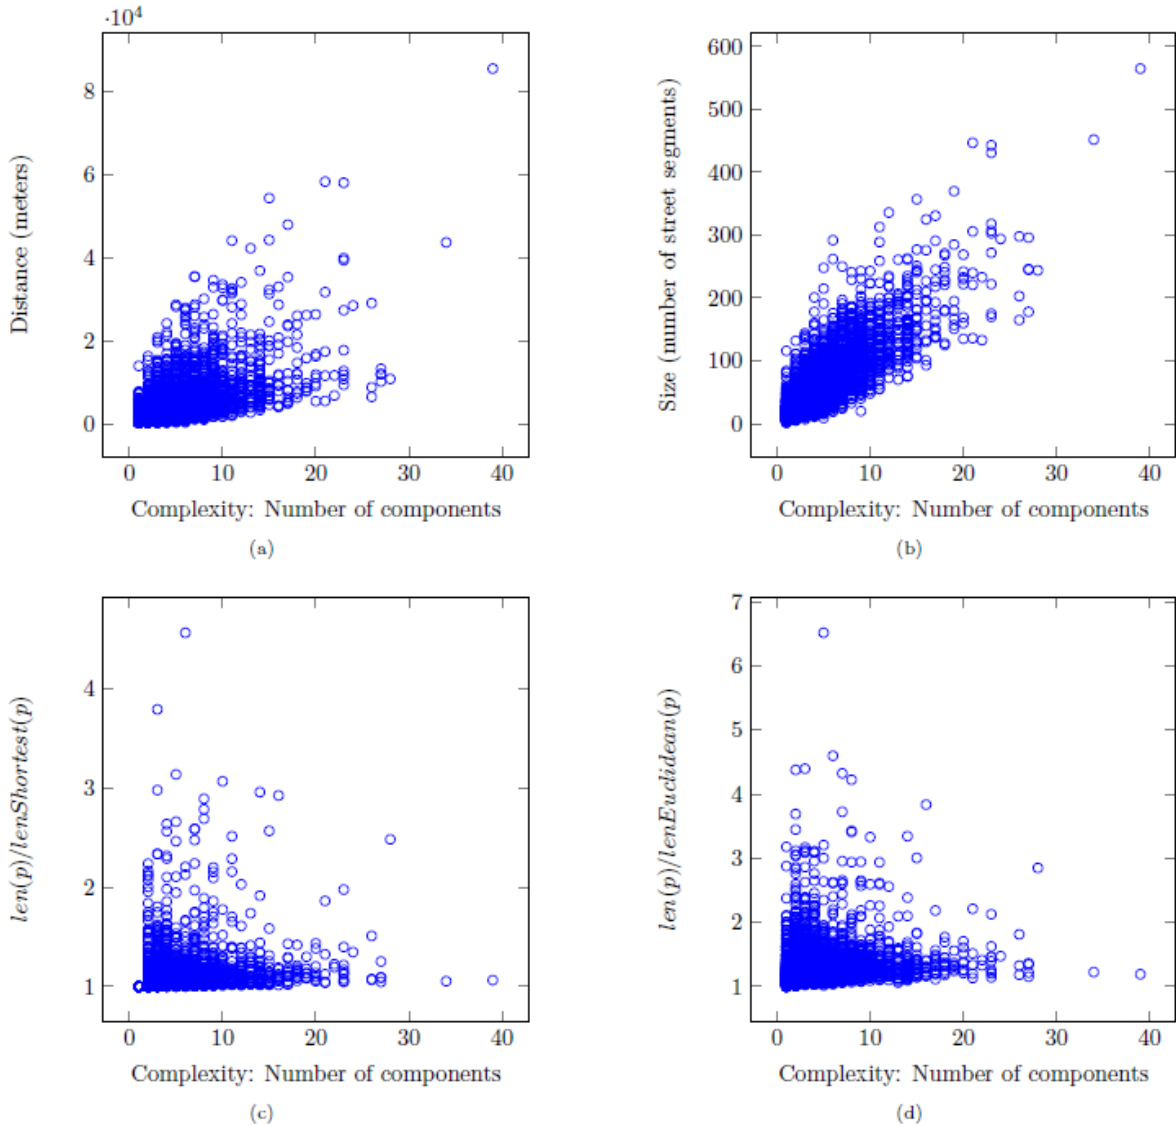 ·10⁴
8
6
4
2
0
Distance (meters)
0 10 20 30 40
Complexity: Number of components
(a)
600
500
400
300
200
100
0
Size (number of street segments)
0 10 20 30 40
Complexity: Number of components
(b)
4
3
2
1
len(p)/lenShortest(p)
0 10 20 30 40
Complexity: Number of components
(c)
7
6
5
4
3
2
1
len(p)/lenEuclidean(p)
0 10 20 30 40
Complexity: Number of components
(d)